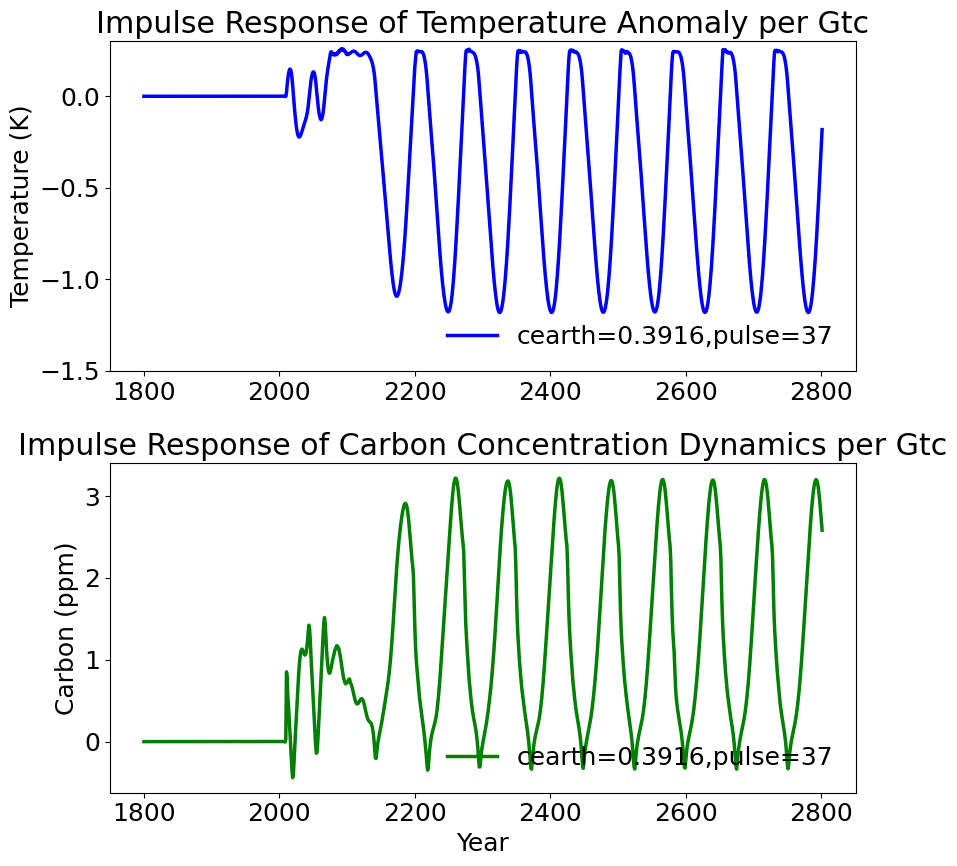 Impulse Response of Temperature Anomaly per Gtc
Temperature (K)
0.0
−0.5
−1.0
−1.5
cearth=0.3916,pulse=37
1800 2000 2200 2400 2600 2800
Impulse Response of Carbon Concentration Dynamics per Gtc
Carbon (ppm)
3
2
1
0
cearth=0.3916,pulse=37
1800 2000 2200 2400 2600 2800
Year